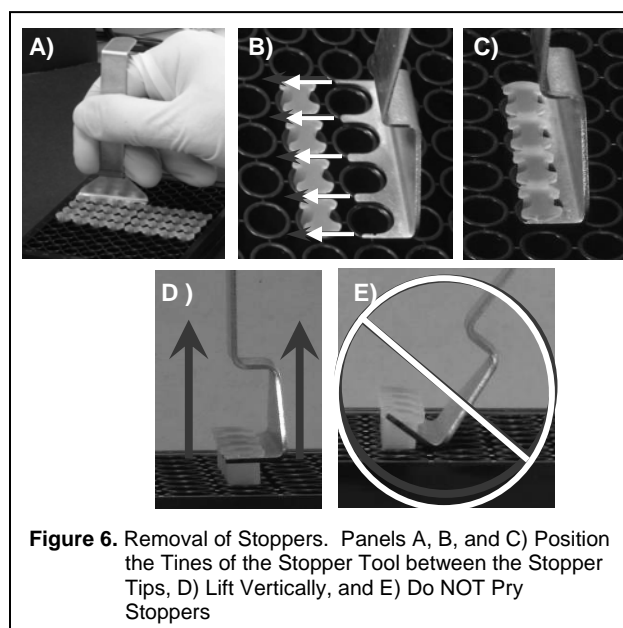 A)
B)
C)
D )
E)
Figure 6. Removal of Stoppers. Panels A, B, and C) Position
the Tines of the Stopper Tool between the Stopper
Tips, D) Lift Vertically, and E) Do NOT Pry
Stoppers